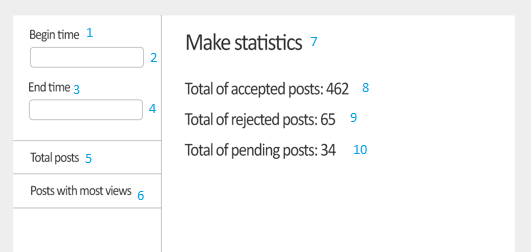 Begin time 1
2
End time 3
4
Total posts 5
Posts with most views 6
Make statistics 7
Total of accepted posts: 462 8
Total of rejected posts: 65 9
Total of pending posts: 34 10